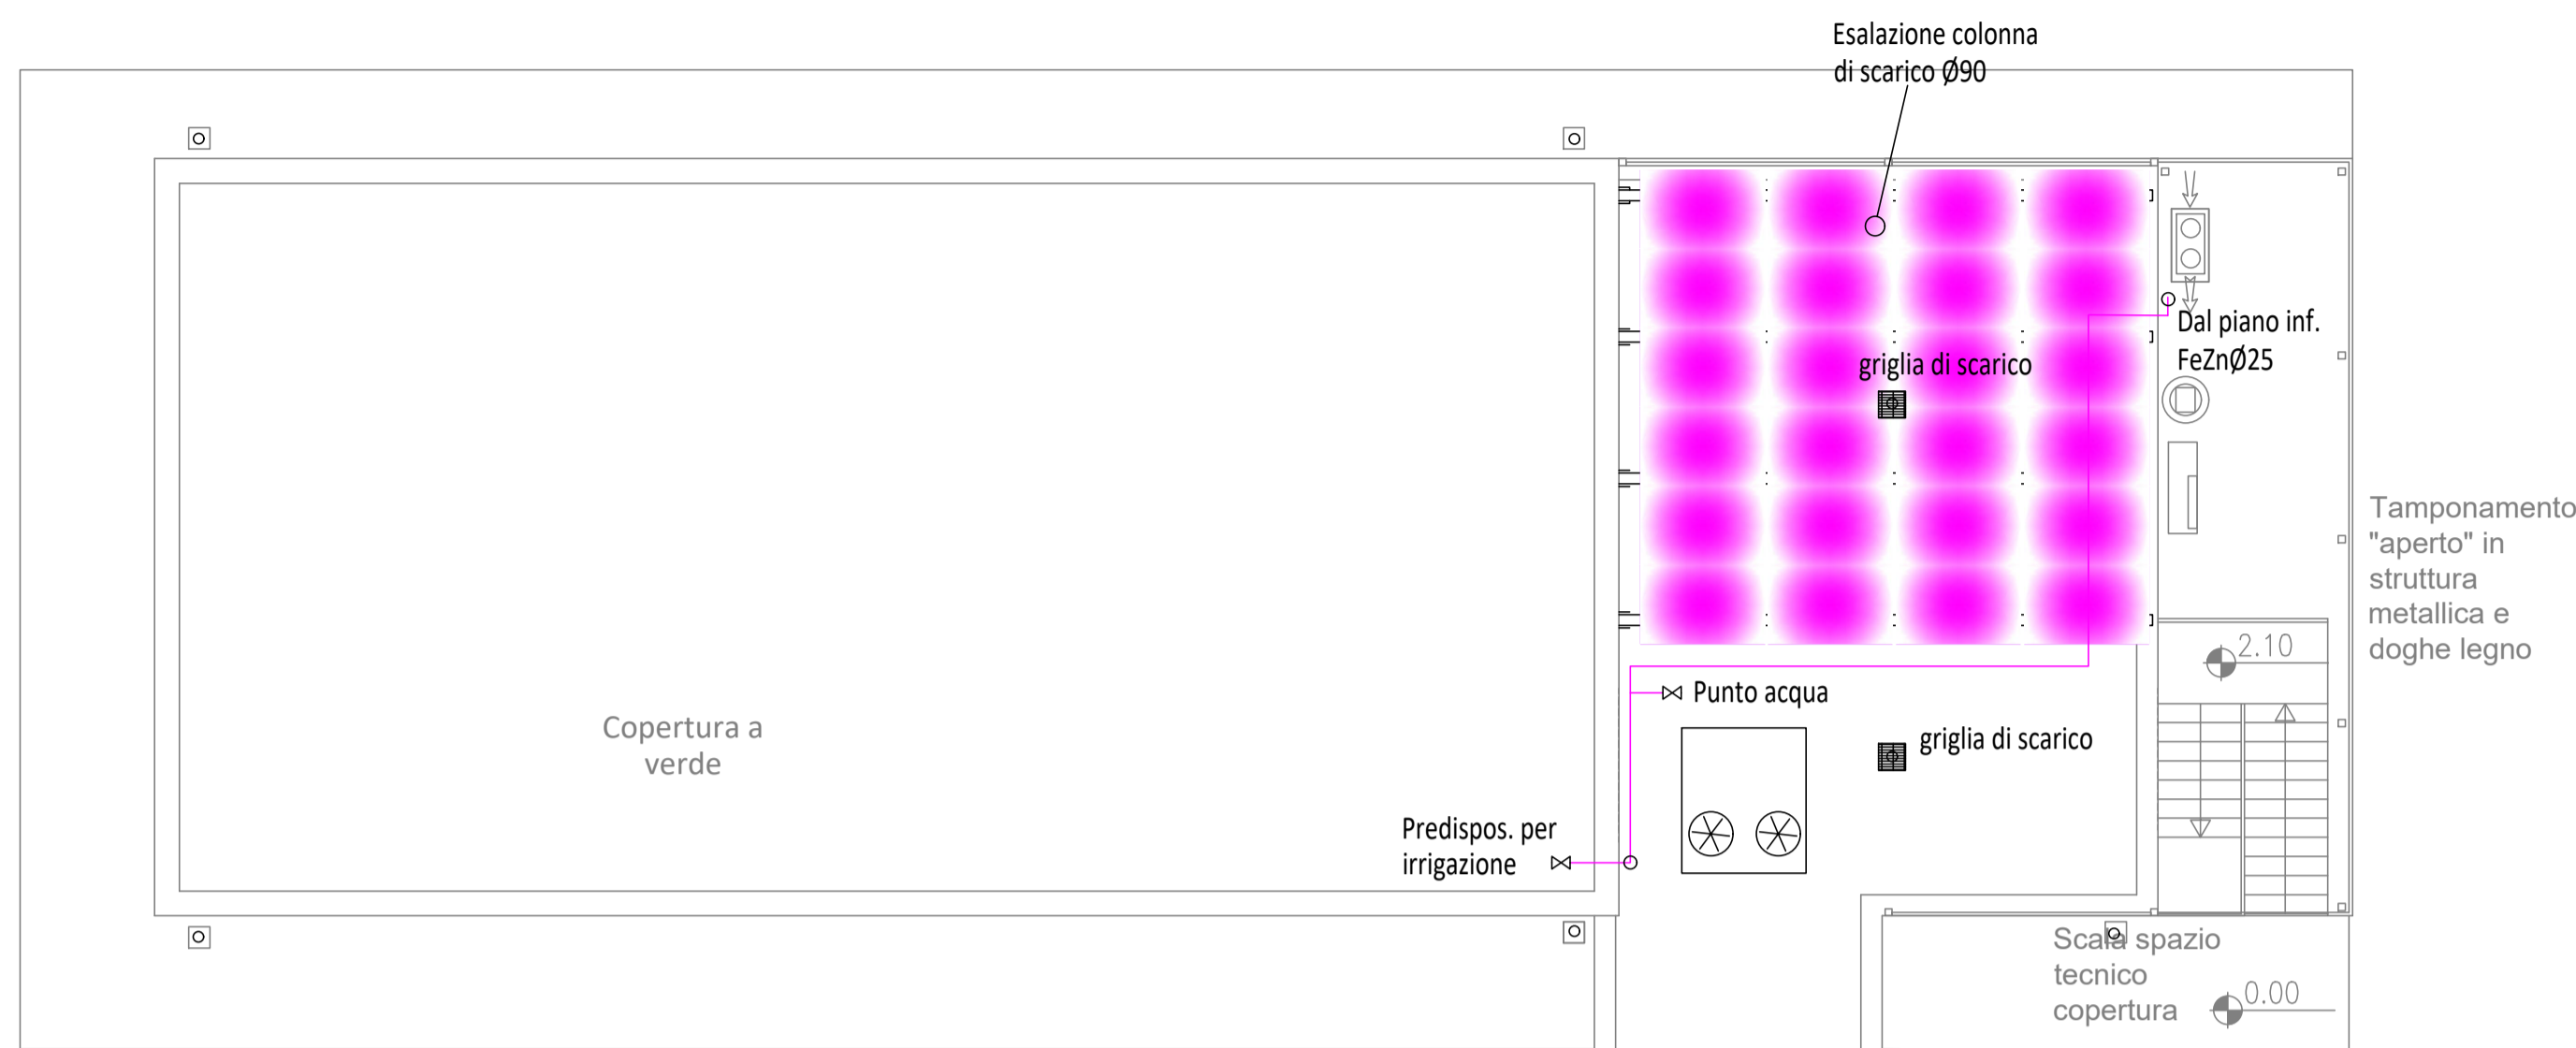 Esalazione colonna
di scarico Ø90
Dal piano inf.
FeZnØ25
griglia di scarico
Tamponamento
"aperto" in
struttura
metallica e
doghe legno
2.10
Punto acqua
griglia di scarico
Copertura a
verde
Predispos. per
irrigazione
Scala spazio
tecnico
copertura
0.00